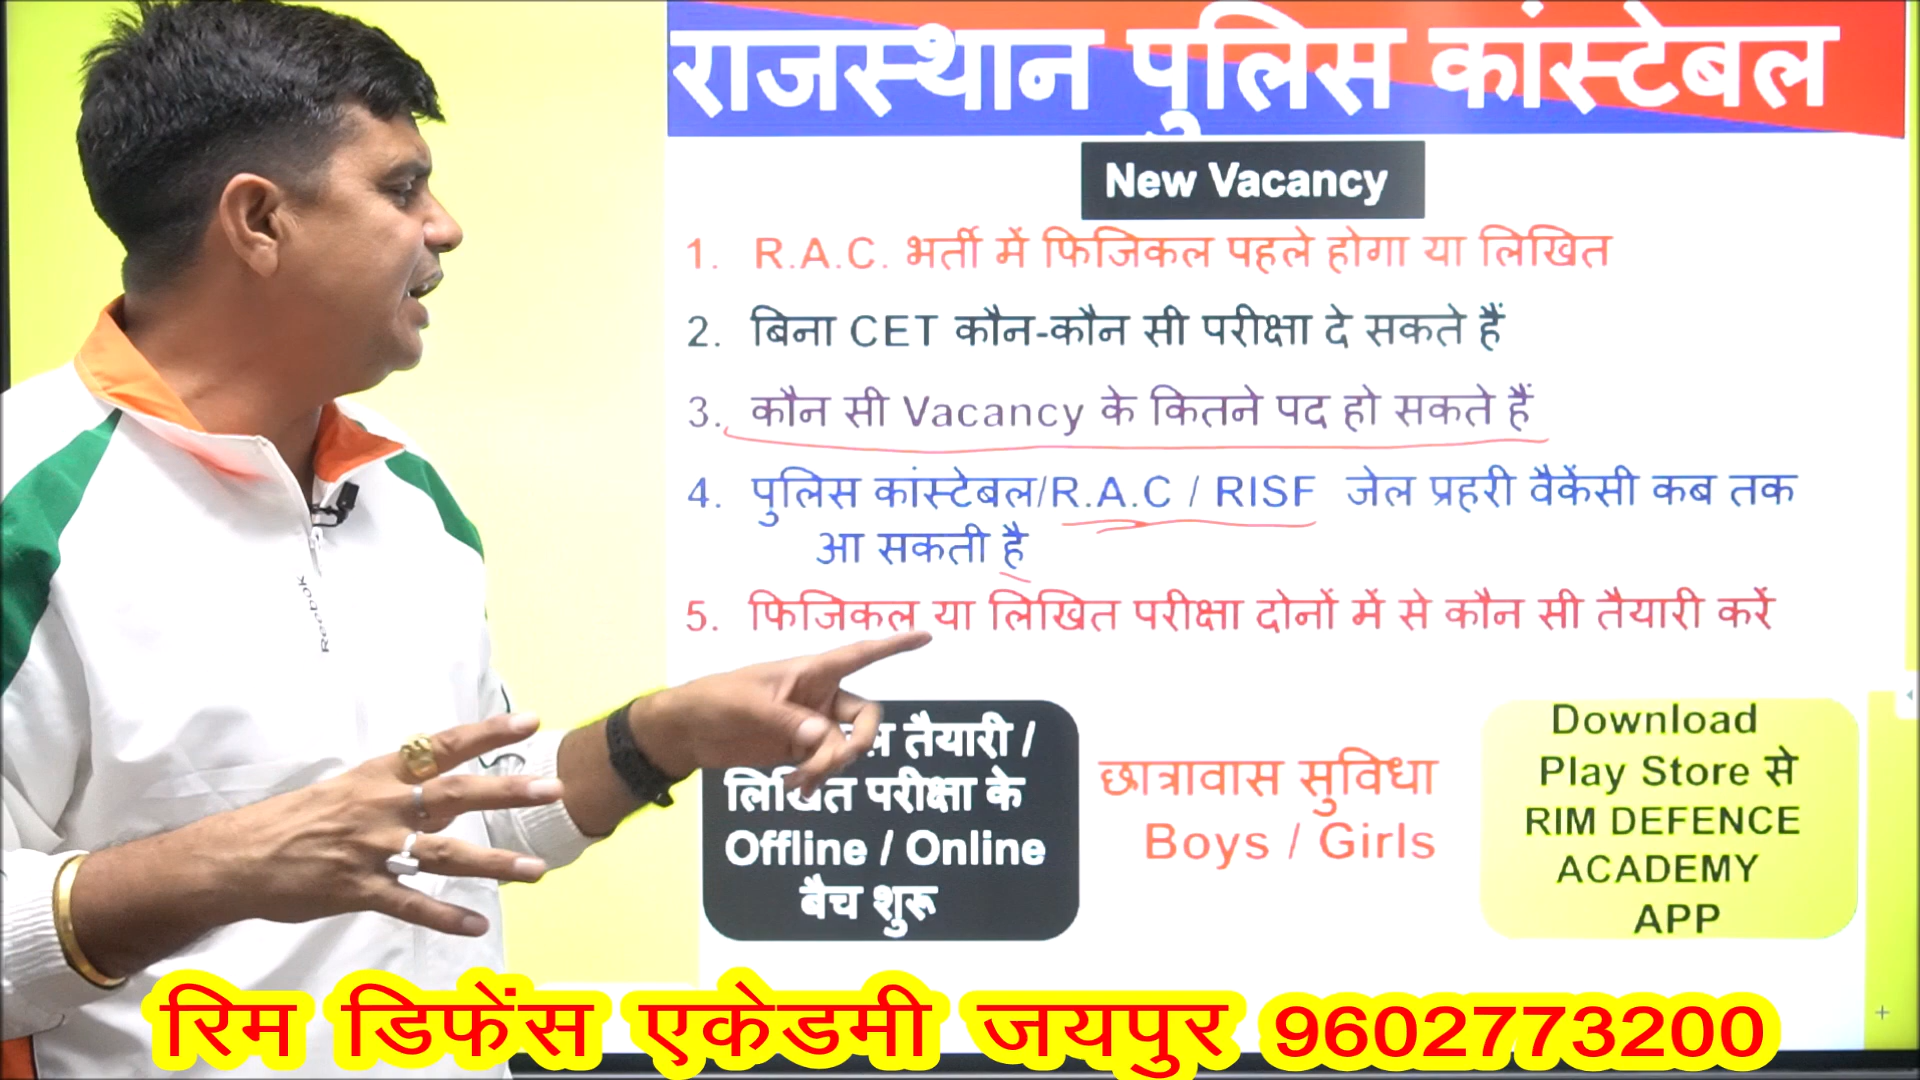 राजस्थान पुलिस कांस्टेबल
New Vacancy
1. R.A.C. भर्ती में फिजिकल पहले होगा या लिखित
2. बिना CET कौन-कौन सी परीक्षा दे सकते हैं
3. कौन सी Vacancy के कितने पद हो सकते हैं
4. पुलिस कांस्टेबल/R.A.C / RISF जेल प्रहरी वैकेंसी कब तक
आ सकती है
5. फिजिकल या लिखित परीक्षा दोनों में से कौन सी तैयारी करें
तैयारी /
लिखित परीक्षा के
Offline / Online
बैच शुरू
छात्रावास सुविधा
Boys / Girls
Download
Play Store से
RIM DEFENCE
ACADEMY
APP
Reebok
रिम डिफेंस एकेडमी जयपुर 9602773200